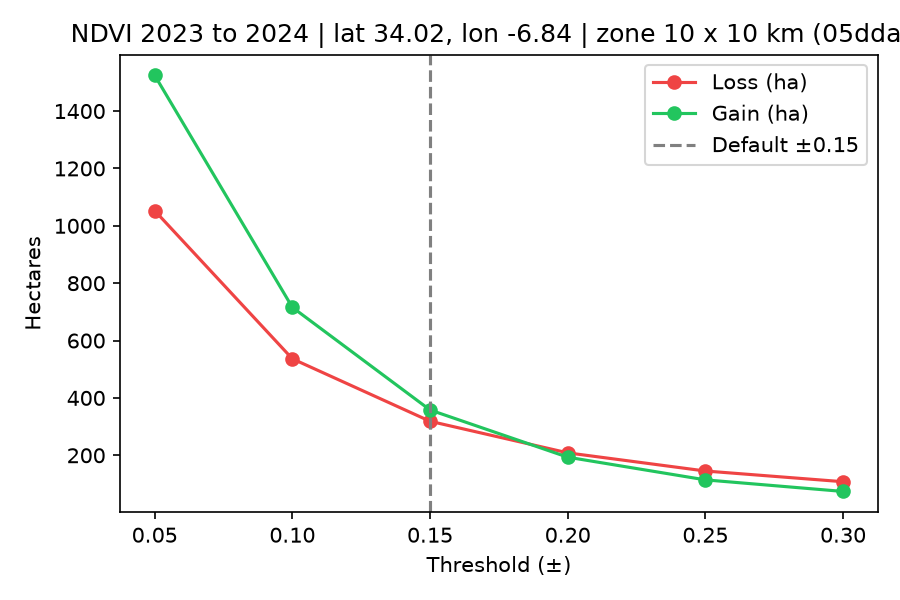 NDVI 2023 to 2024 | lat 34.02, lon -6.84 | zone 10 x 10 km (05dda
Loss (ha)
Gain (ha)
Default ±0.15
Hectares
1400
1200
1000
800
600
400
200
0.05 0.10 0.15 0.20 0.25 0.30
Threshold (±)